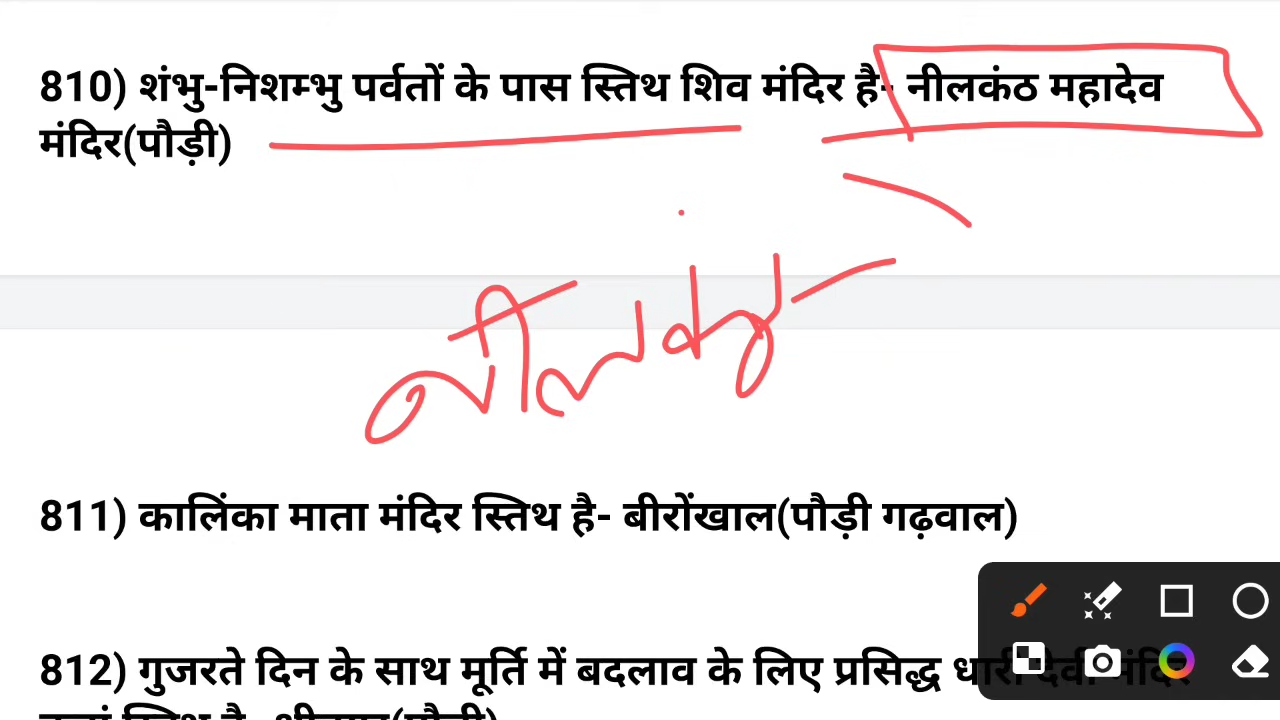 810) शंभु-निशम्भु पर्वतों के पास स्तिथ शिव मंदिर है- नीलकंठ महादेव
मंदिर(पौड़ी)
नीलकंठ
811) कालिंका माता मंदिर स्तिथ है- बीरोंखाल(पौड़ी गढ़वाल)
812) गुजरते दिन के साथ मूर्ति में बदलाव के लिए प्रसिद्ध धारी देवी मंदिर